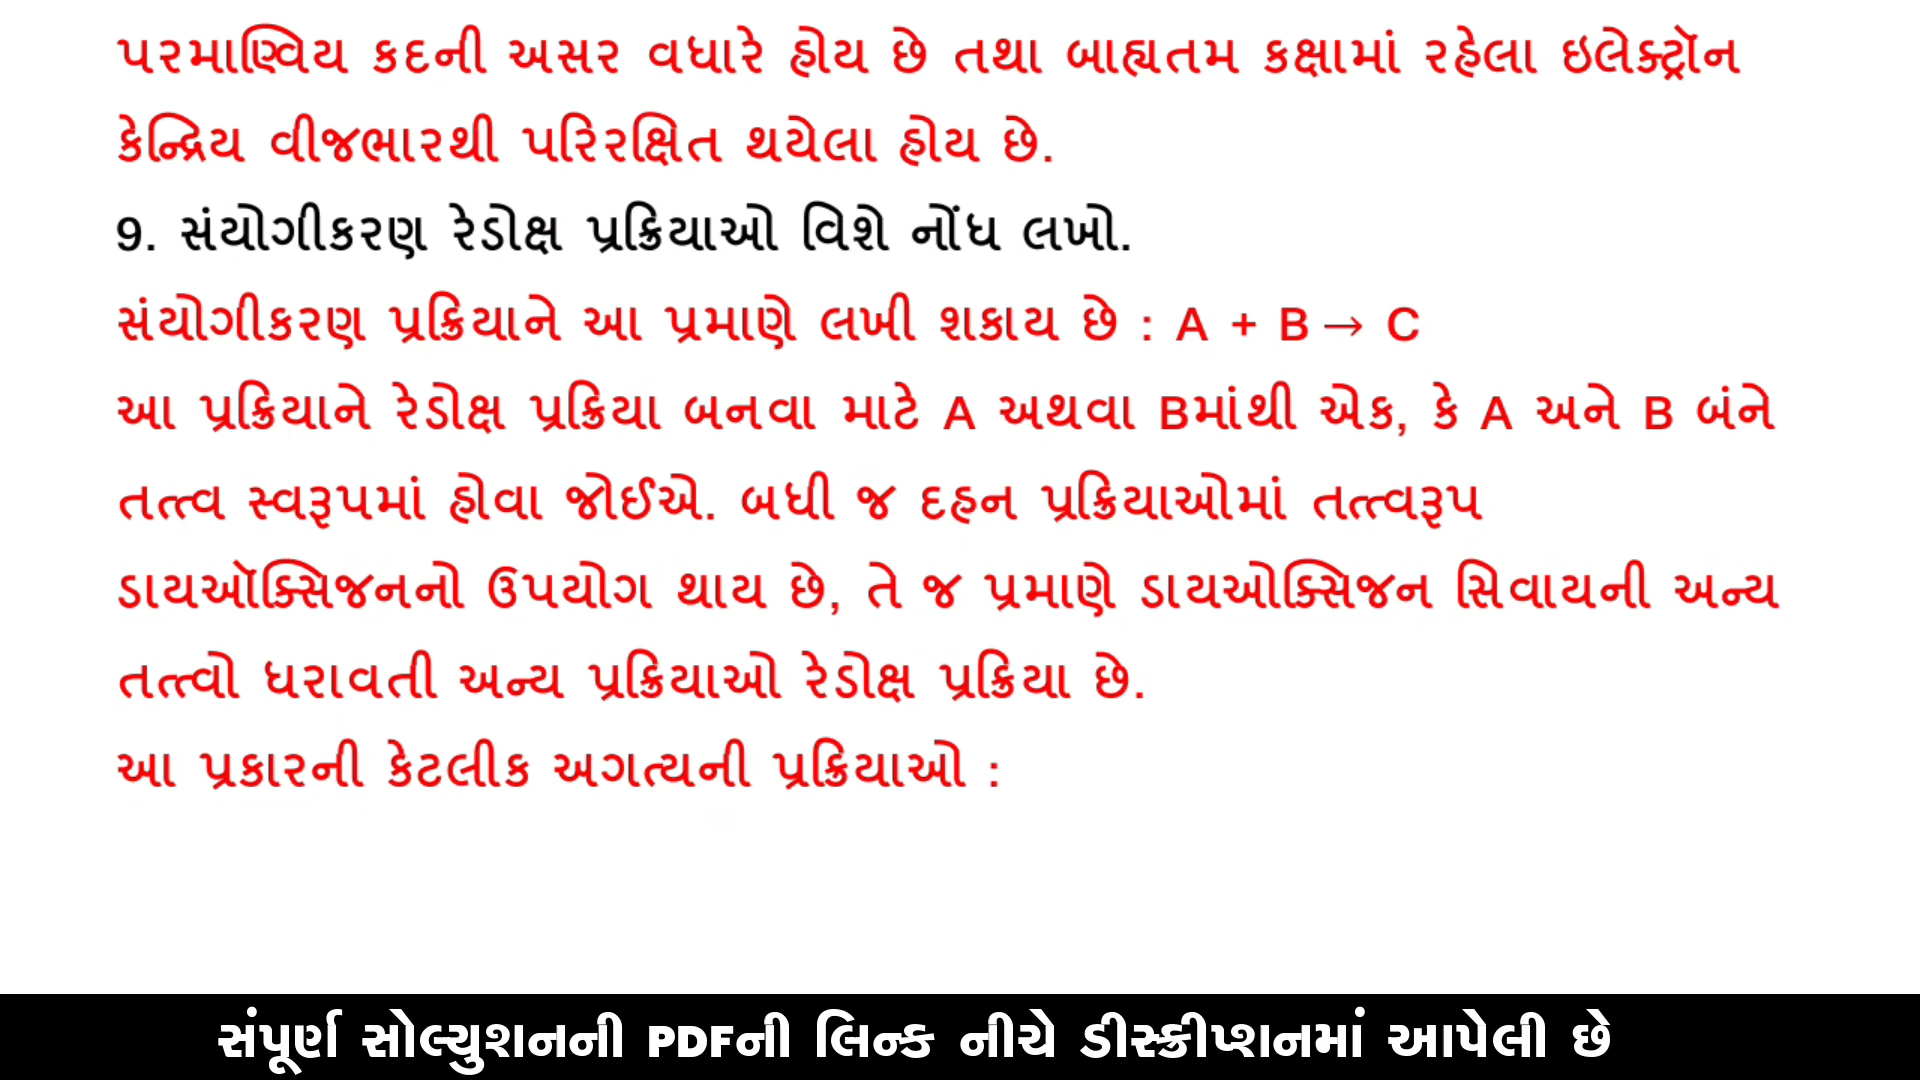 પરમાણ્વિય કદની અસર વધારે હોય છે તથા બાહ્યતમ કક્ષામાં રહેલા ઇલેક્ટ્રૉન
કેન્દ્રિય વીજભારથી પરિરક્ષિત થયેલા હોય છે.
9. સંયોગીકરણ રેડોક્ષ પ્રક્રિયાઓ વિશે નોંધ લખો.
સંયોગીકરણ પ્રક્રિયાને આ પ્રમાણે લખી શકાય છે : A + B → C
આ પ્રક્રિયાને રેડોક્ષ પ્રક્રિયા બનવા માટે A અથવા Bમાંથી એક, કે A અને B બંને
તત્ત્વ સ્વરૂપમાં હોવા જોઈએ. બધી જ દહન પ્રક્રિયાઓમાં તત્ત્વરૂપ
ડાયઑક્સિજનનો ઉપયોગ થાય છે, તે જ પ્રમાણે ડાયઓક્સિજન સિવાયની અન્ય
તત્ત્વો ધરાવતી અન્ય પ્રક્રિયાઓ રેડોક્ષ પ્રક્રિયા છે.
આ પ્રકારની કેટલીક અગત્યની પ્રક્રિયાઓ :
સંપૂર્ણ સોલ્યુશનની PDFની લિન્ક નીચે ડીસ્ક્રીપ્શનમાં આપેલી છે